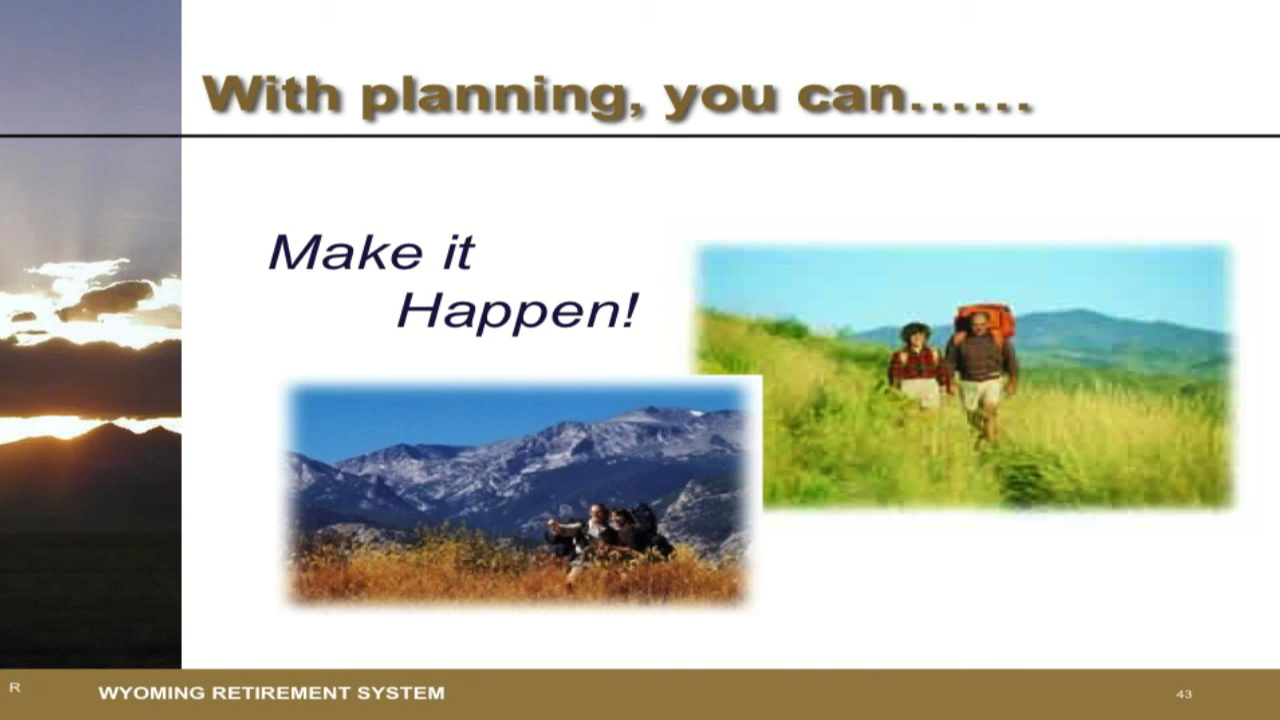 With planning, you can......
Make it
Happen!
R
WYOMING RETIREMENT SYSTEM
43